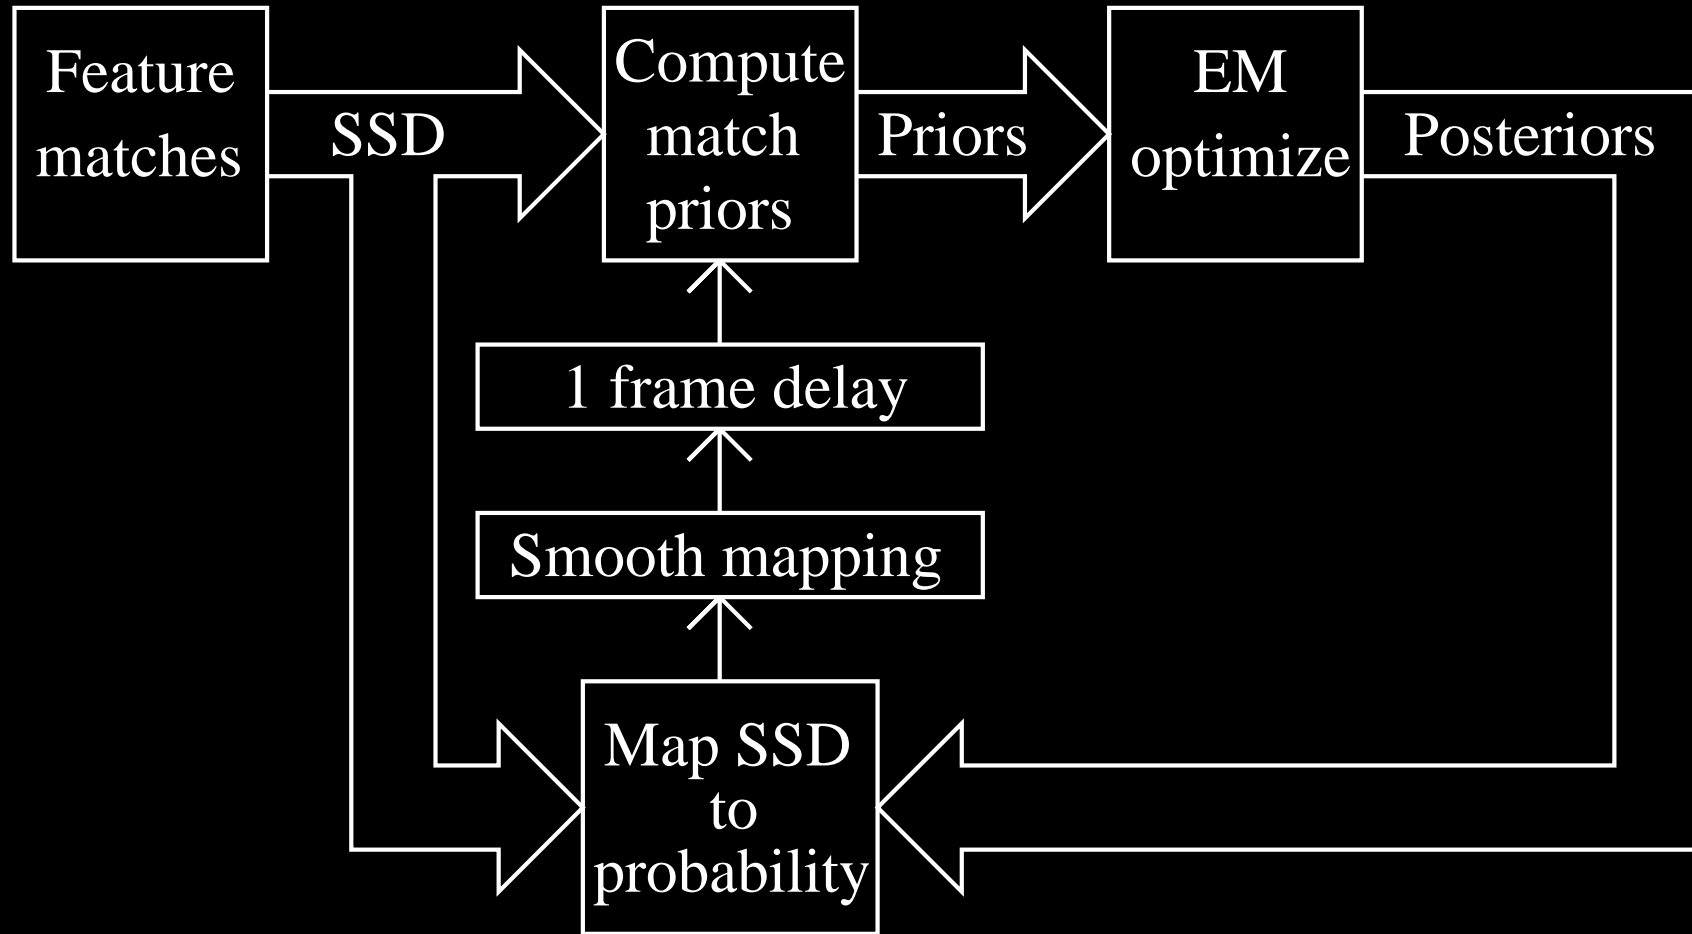 Feature
matches
SSD
Compute
match
priors
Priors
EM
optimize
Posteriors
1 frame delay
Smooth mapping
Map SSD
to
probability